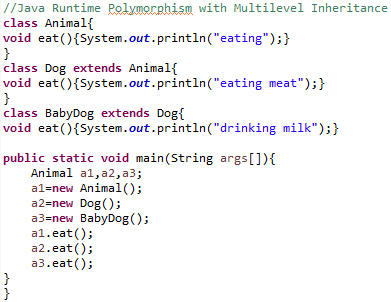 //Java Runtime Polymorphism with Multilevel Inheritance
class Animal{
void eat(){System.out.println("eating");}
}
class Dog extends Animal{
void eat(){System.out.println("eating meat");}
}
class BabyDog extends Dog{
void eat(){System.out.println("drinking milk");}

public static void main(String args[]){
    Animal a1,a2,a3;
    a1=new Animal();
    a2=new Dog();
    a3=new BabyDog();
    a1.eat();
    a2.eat();
    a3.eat();
}
}